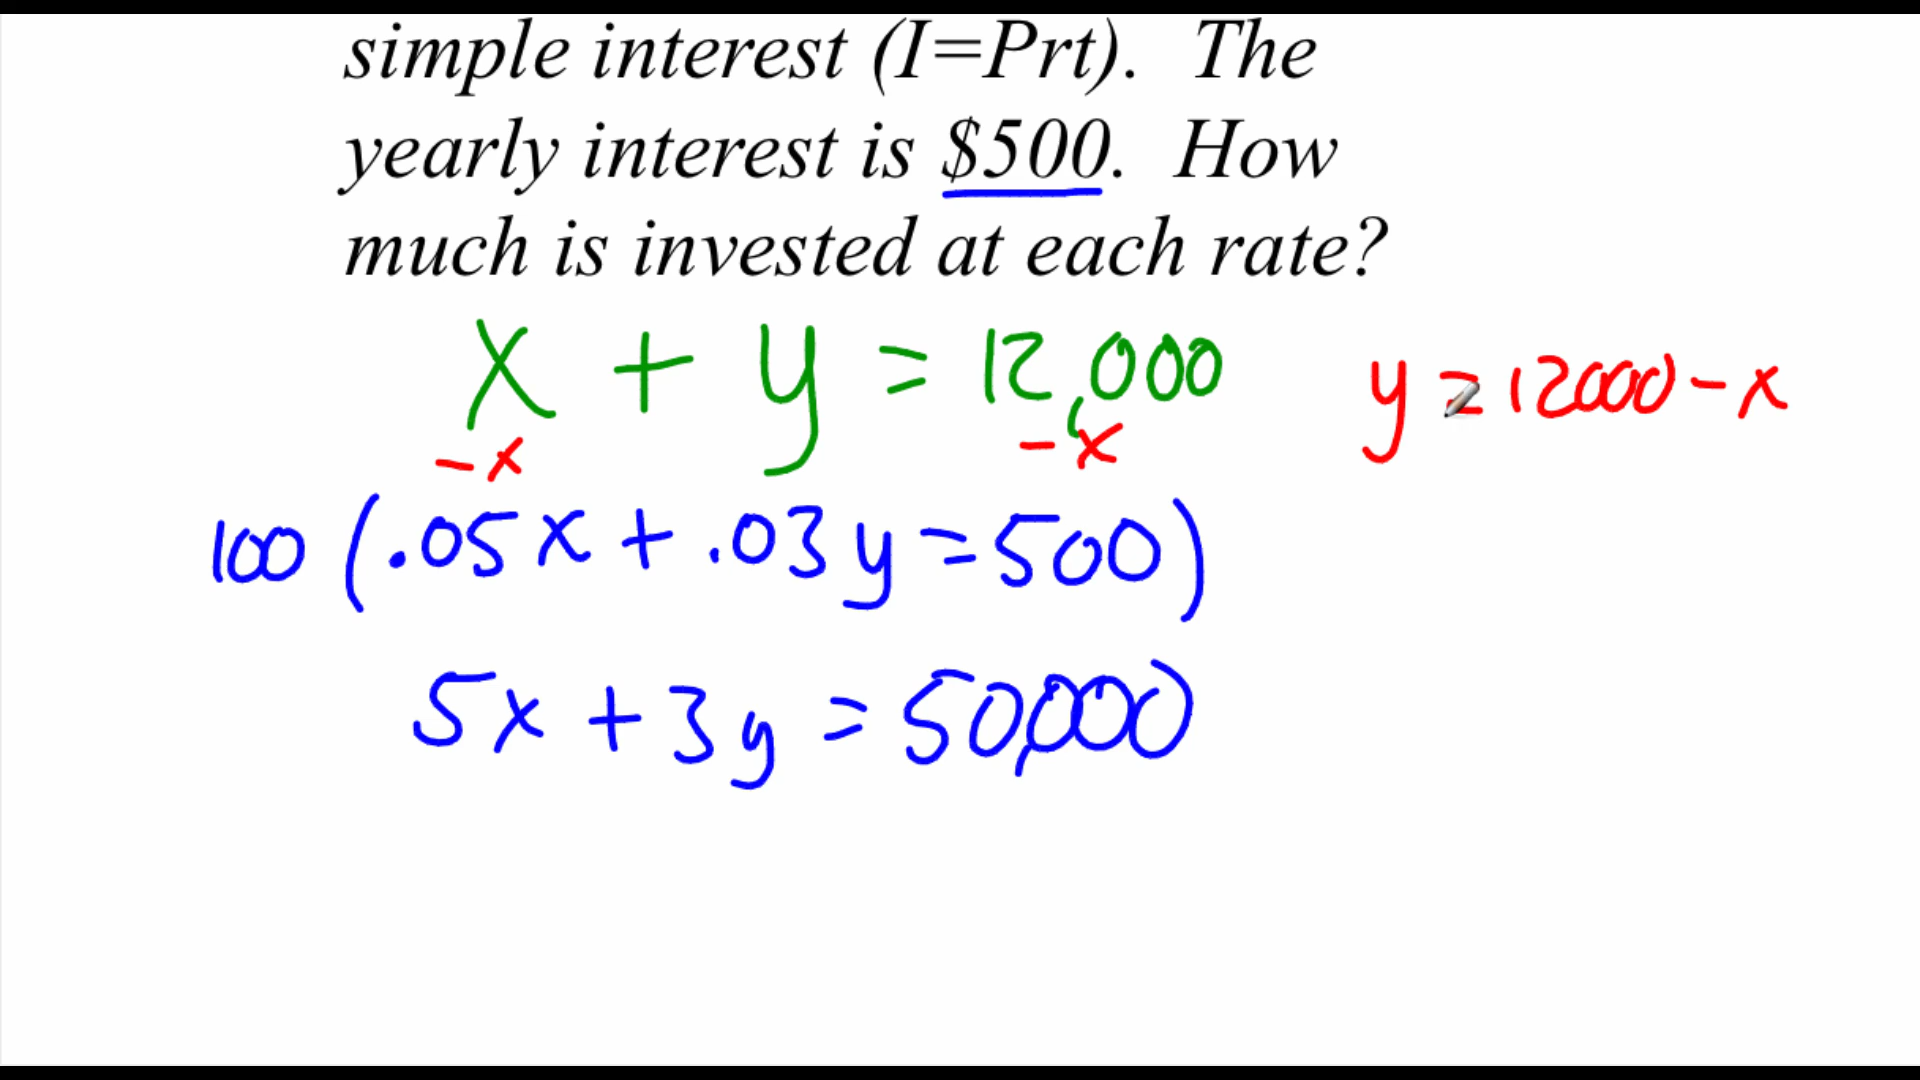 simple interest (I=Prt). The
yearly interest is $500. How
much is invested at each rate?
x + y = 12,000
y = 12000 - x
-x -x
100 (.05x + .03y = 500)
5x + 3y = 50,000